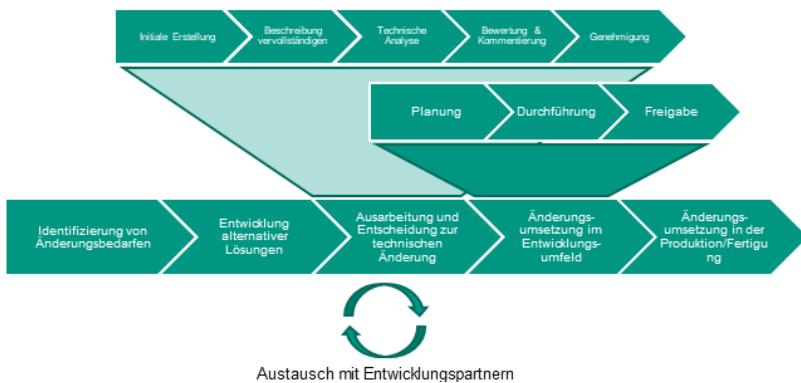 Initiale Erstellung
Beschreibung
vervollständigen
Technische
Analyse
Bewertung &
Kommentierung
Genehmigung
Planung
Durchführung
Freigabe
Identifizierung von
Änderungsbedarfen
Entwicklung
alternativer
Lösungen
Ausarbeitung und
Entscheidung zur
technischen
Änderung
Änderungs-
umsetzung im
Entwicklungs-
umfeld
Änderungs-
umsetzung in der
Produktion/Fertigu
ng
Austausch mit Entwicklungspartnern